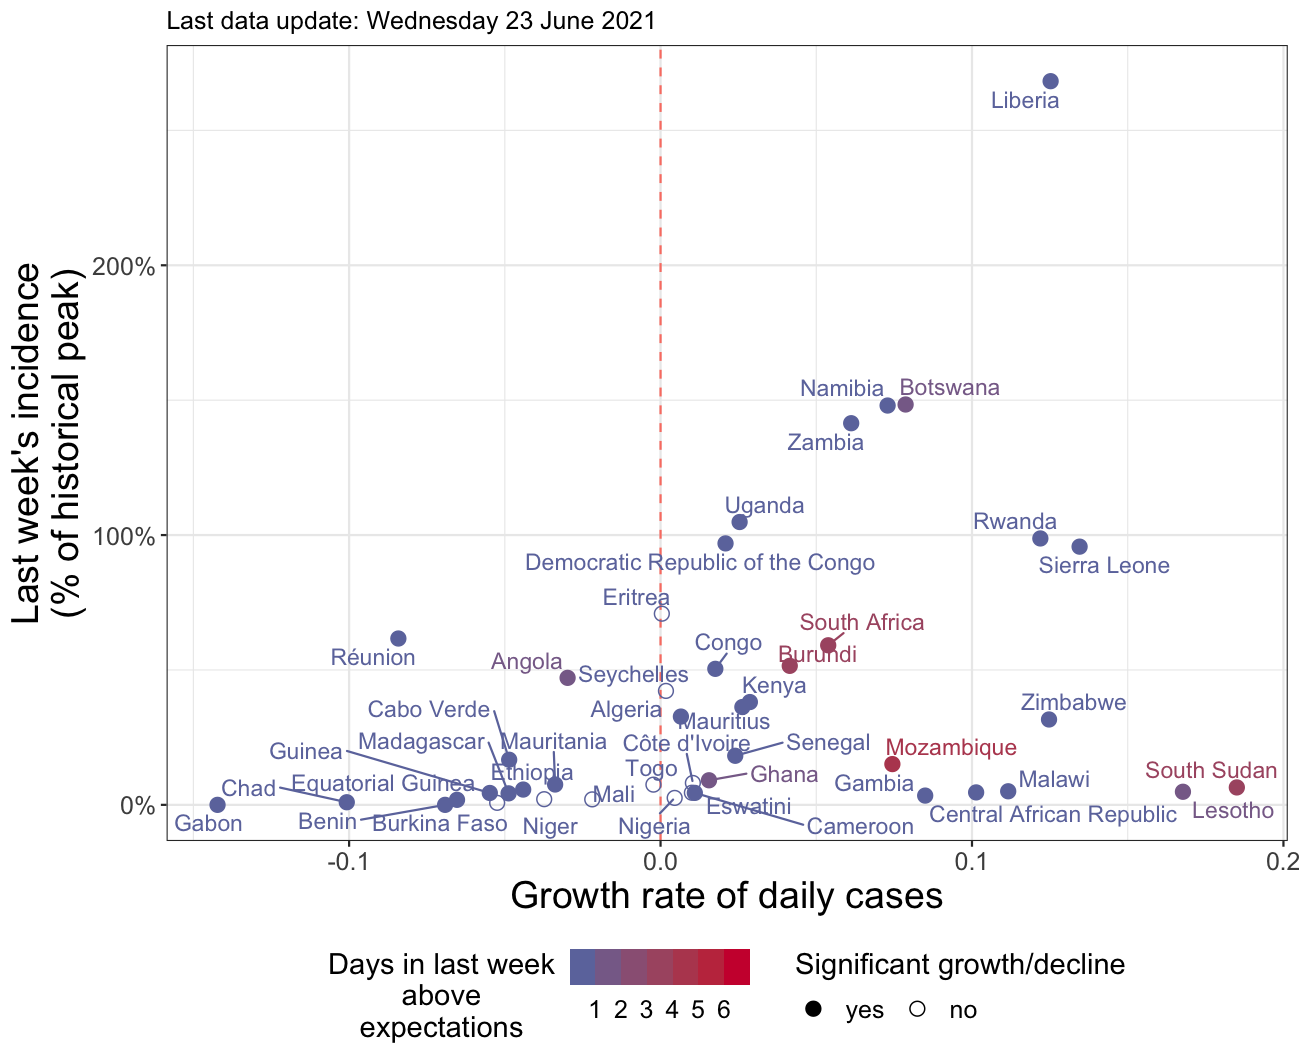 Last data update: Wednesday 23 June 2021
Last week's incidence
(% of historical peak)
200%
100%
0%
Liberia
Namibia
Botswana
Zambia
Uganda
Rwanda
Democratic Republic of the Congo
Sierra Leone
Eritrea
South Africa
Congo
Burundi
Réunion
Angola
Seychelles
Kenya
Zimbabwe
Cabo Verde
Algeria
Mauritius
Guinea
Madagascar
Mauritania
Côte d'Ivoire
Senegal
Mozambique
Togo
Ethiopia
Ghana
South Sudan
Chad
Equatorial Guinea
Mali
Gambia
Malawi
Eswatini
Lesotho
Gabon
Benin
Burkina Faso
Niger
Nigeria
Cameroon
Central African Republic
-0.1
0.0
0.1
0.2
Growth rate of daily cases
Days in last week
above
expectations
1 2 3 4 5 6
Significant growth/decline
yes
no